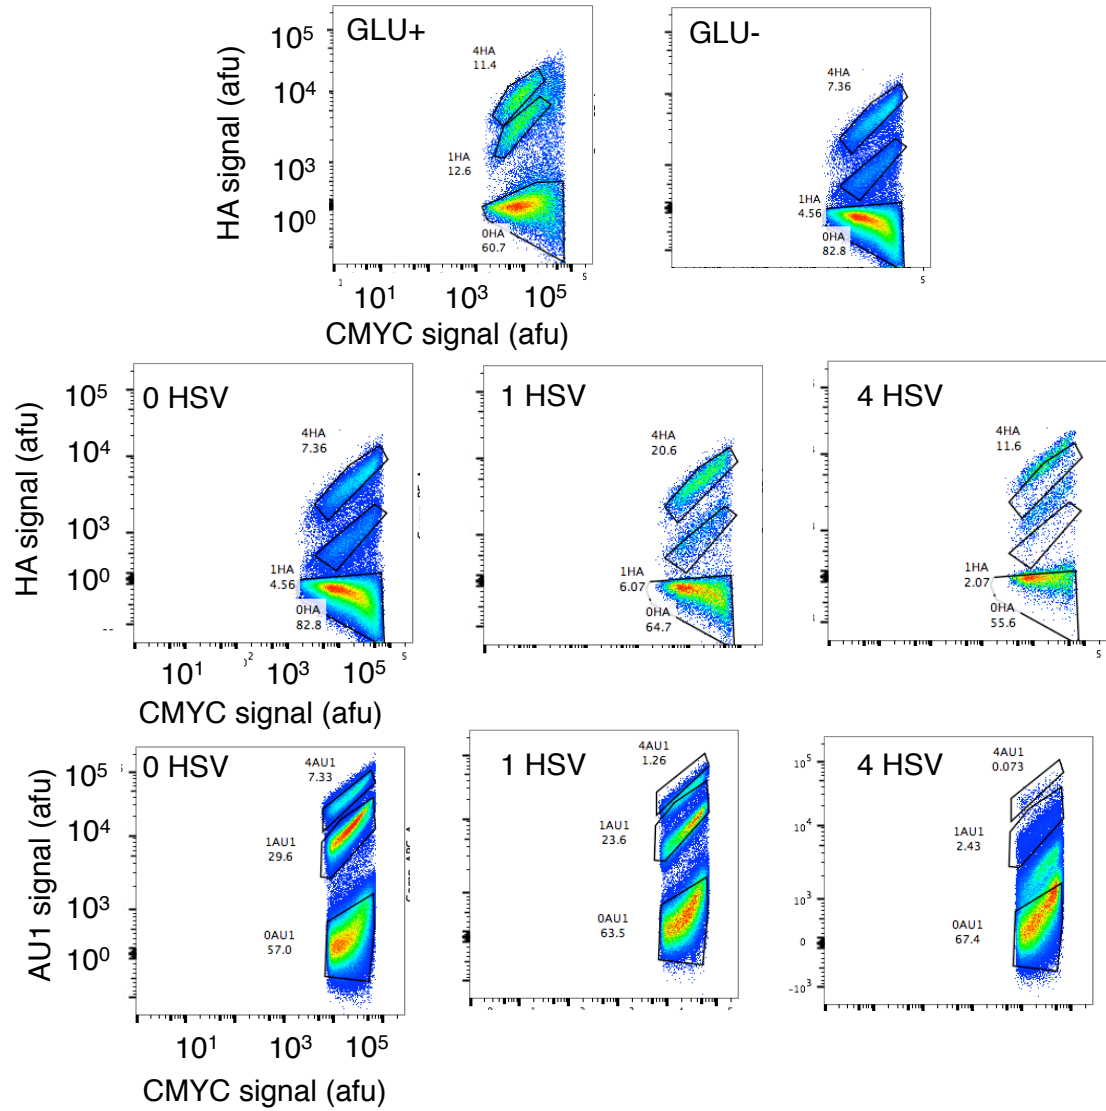 GLU+
GLU-
HA signal (afu)
10⁵
10⁴
10³
10⁰
4HA
11.4
1HA
12.6
0HA
60.7
4HA
7.36
1HA
4.56
0HA
82.8
1
5
5
10¹
10³
10⁵
CMYC signal (afu)
0 HSV
1 HSV
4 HSV
HA signal (afu)
10⁵
10⁴
10³
10⁰
4HA
7.36
1HA
4.56
0HA
82.8
4HA
20.6
1HA
6.07
0HA
64.7
4HA
11.6
1HA
2.07
0HA
55.6
5
5
10¹
10³
10⁵
CMYC signal (afu)
0 HSV
1 HSV
4 HSV
AU1 signal (afu)
10⁵
10⁴
10³
10⁰
4AU1
7.33
1AU1
29.6
0AU1
57.0
4AU1
1.26
1AU1
23.6
0AU1
63.5
10⁵
10⁴
10³
0
-10³
4AU1
0.073
1AU1
2.43
0AU1
67.4
10¹
10³
10⁵
CMYC signal (afu)